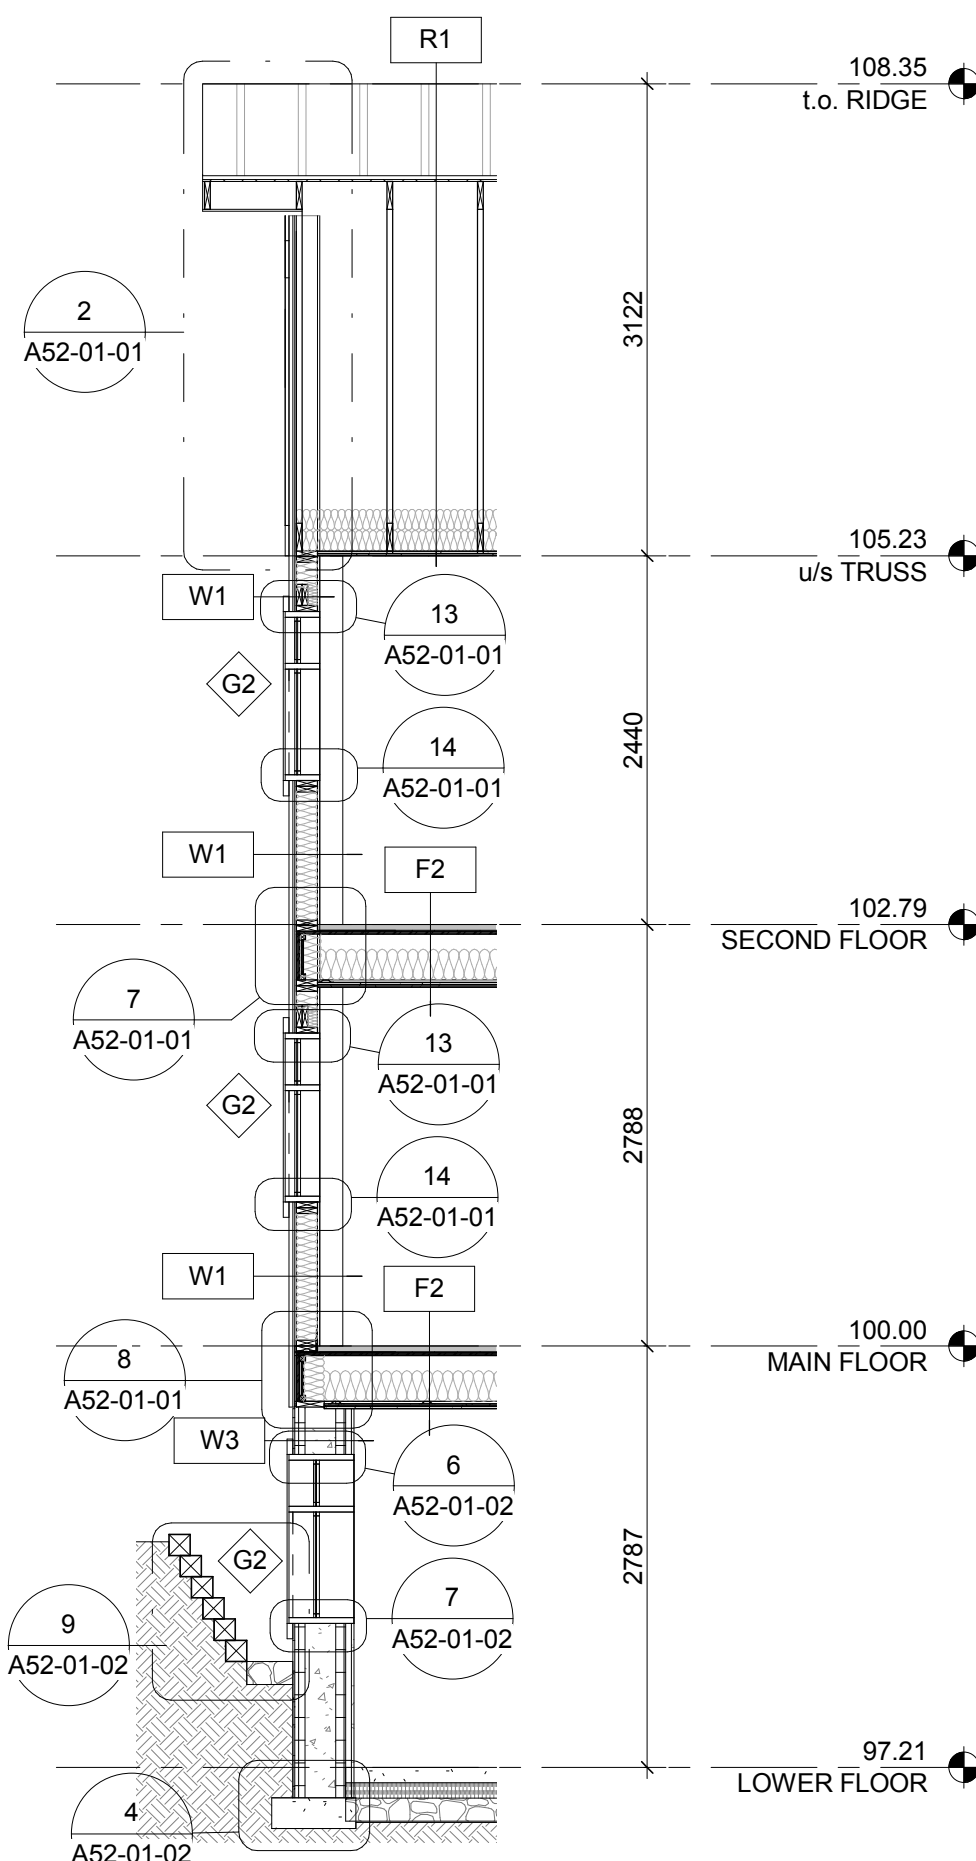 R1
108.35
t.o. RIDGE
2
A52-01-01
3122
105.23
u/s TRUSS
W1
13
A52-01-01
G2
14
A52-01-01
2440
W1
F2
102.79
SECOND FLOOR
7
A52-01-01
13
A52-01-01
G2
2788
14
A52-01-01
W1
F2
100.00
MAIN FLOOR
8
A52-01-01
W3
6
A52-01-02
G2
2787
7
A52-01-02
9
A52-01-02
97.21
LOWER FLOOR
4
A52-01-02